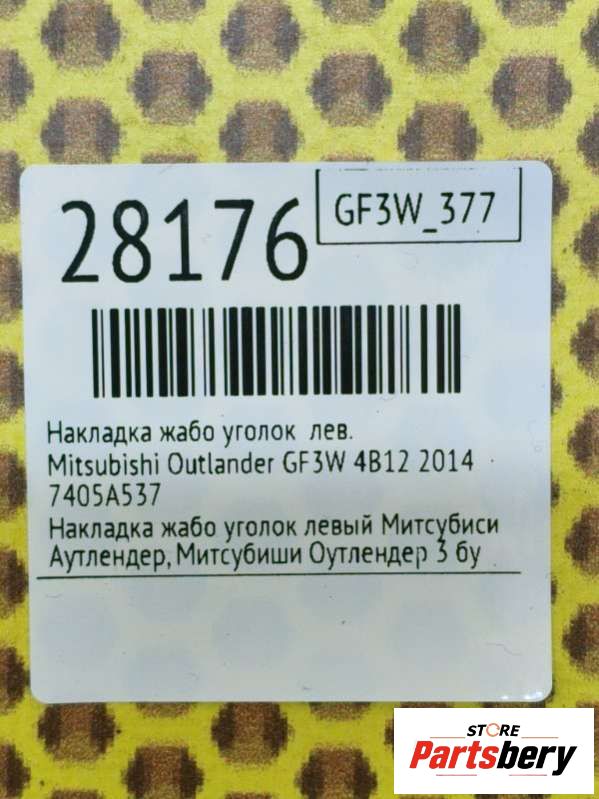 28176
GF3W_377
Накладка жабо уголок лев.
Mitsubishi Outlander GF3W 4B12 2014
7405A537
Накладка жабо уголок левый Митсубиси
Аутлендер, Митсубиши Оутлендер 3 бу
STORE
Partsbery